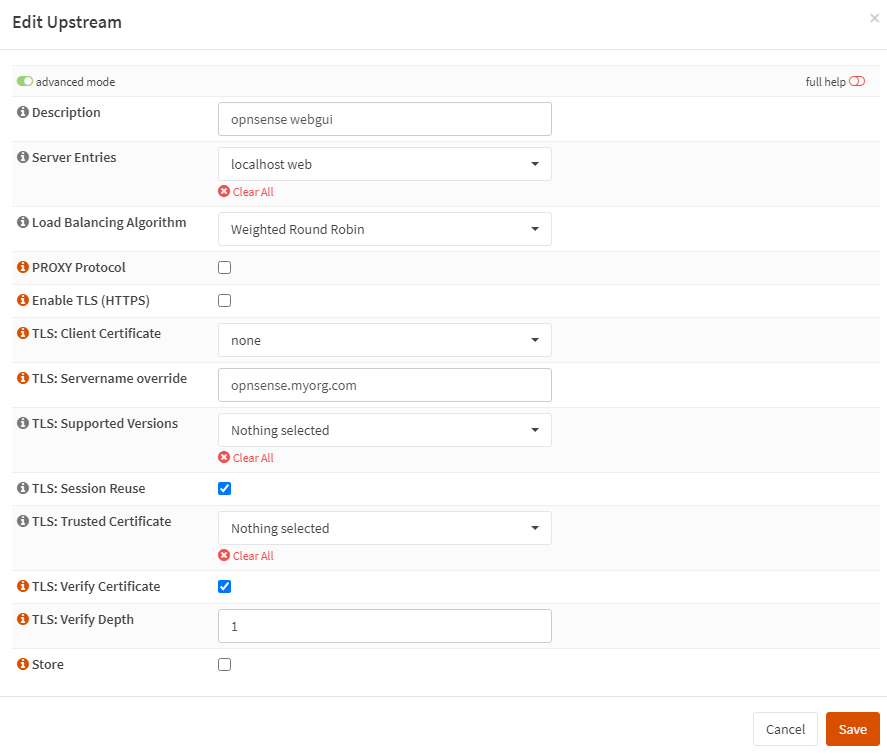 Edit Upstream
×
advanced mode
full help
Description
opnsense webgui
Server Entries
localhost web
Clear All
Load Balancing Algorithm
Weighted Round Robin
PROXY Protocol
Enable TLS (HTTPS)
TLS: Client Certificate
none
TLS: Servername override
opnsense.myorg.com
TLS: Supported Versions
Nothing selected
Clear All
TLS: Session Reuse
TLS: Trusted Certificate
Nothing selected
Clear All
TLS: Verify Certificate
TLS: Verify Depth
1
Store
Cancel
Save